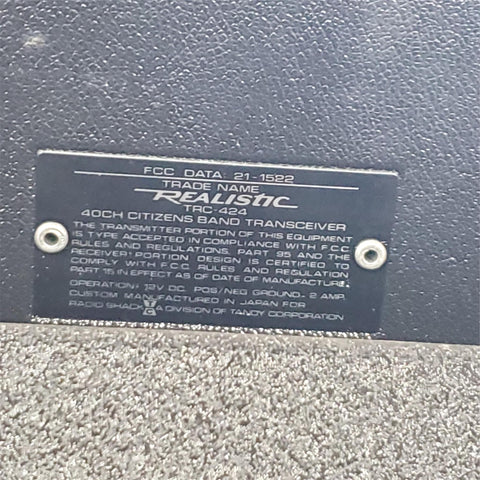 FCC DATA: 21-1522
TRADE NAME
REALISTIC
TRC-424
40CH CITIZENS BAND TRANSCEIVER
THE TRANSMITTER PORTION OF THIS EQUIPMENT
IS TYPE ACCEPTED IN COMPLIANCE WITH FCC
RULES AND REGULATIONS, PART 95 AND THE
RECEIVER PORTION DESIGN IS CERTIFIED TO
COMPLY WITH FCC RULES AND REGULATION
PART 15 IN EFFECT AS OF DATE OF MANUFACTURE.
OPERATION: 12V DC. POS/NEG GROUND. 2 AMP.
CUSTOM MANUFACTURED IN JAPAN FOR
RADIO SHACK A DIVISION OF TANDY CORPORATION